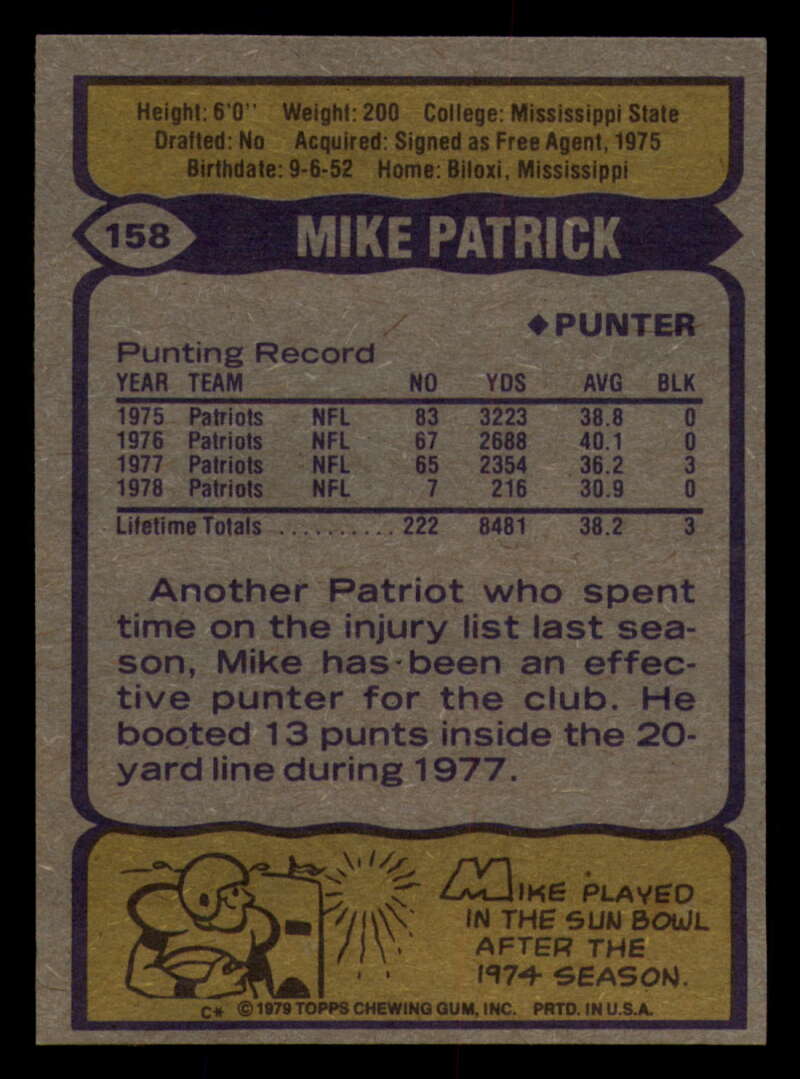 Height: 6'0" Weight: 200 College: Mississippi State
Drafted: No Acquired: Signed as Free Agent, 1975
Birthdate: 9-6-52 Home: Biloxi, Mississippi
158 MIKE PATRICK
◆PUNTER
Punting Record
YEAR TEAM NO YDS AVG BLK
1975 Patriots NFL 83 3223 38.8 0
1976 Patriots NFL 67 2688 40.1 0
1977 Patriots NFL 65 2354 36.2 3
1978 Patriots NFL 7 216 30.9 0
Lifetime Totals .......... 222 8481 38.2 3
Another Patriot who spent
time on the injury list last sea-
son, Mike has been an effec-
tive punter for the club. He
booted 13 punts inside the 20-
yard line during 1977.
MIKE PLAYED
IN THE SUN BOWL
AFTER THE
1974 SEASON.
C* ©1979 TOPPS CHEWING GUM, INC. PRTD. IN U.S.A.